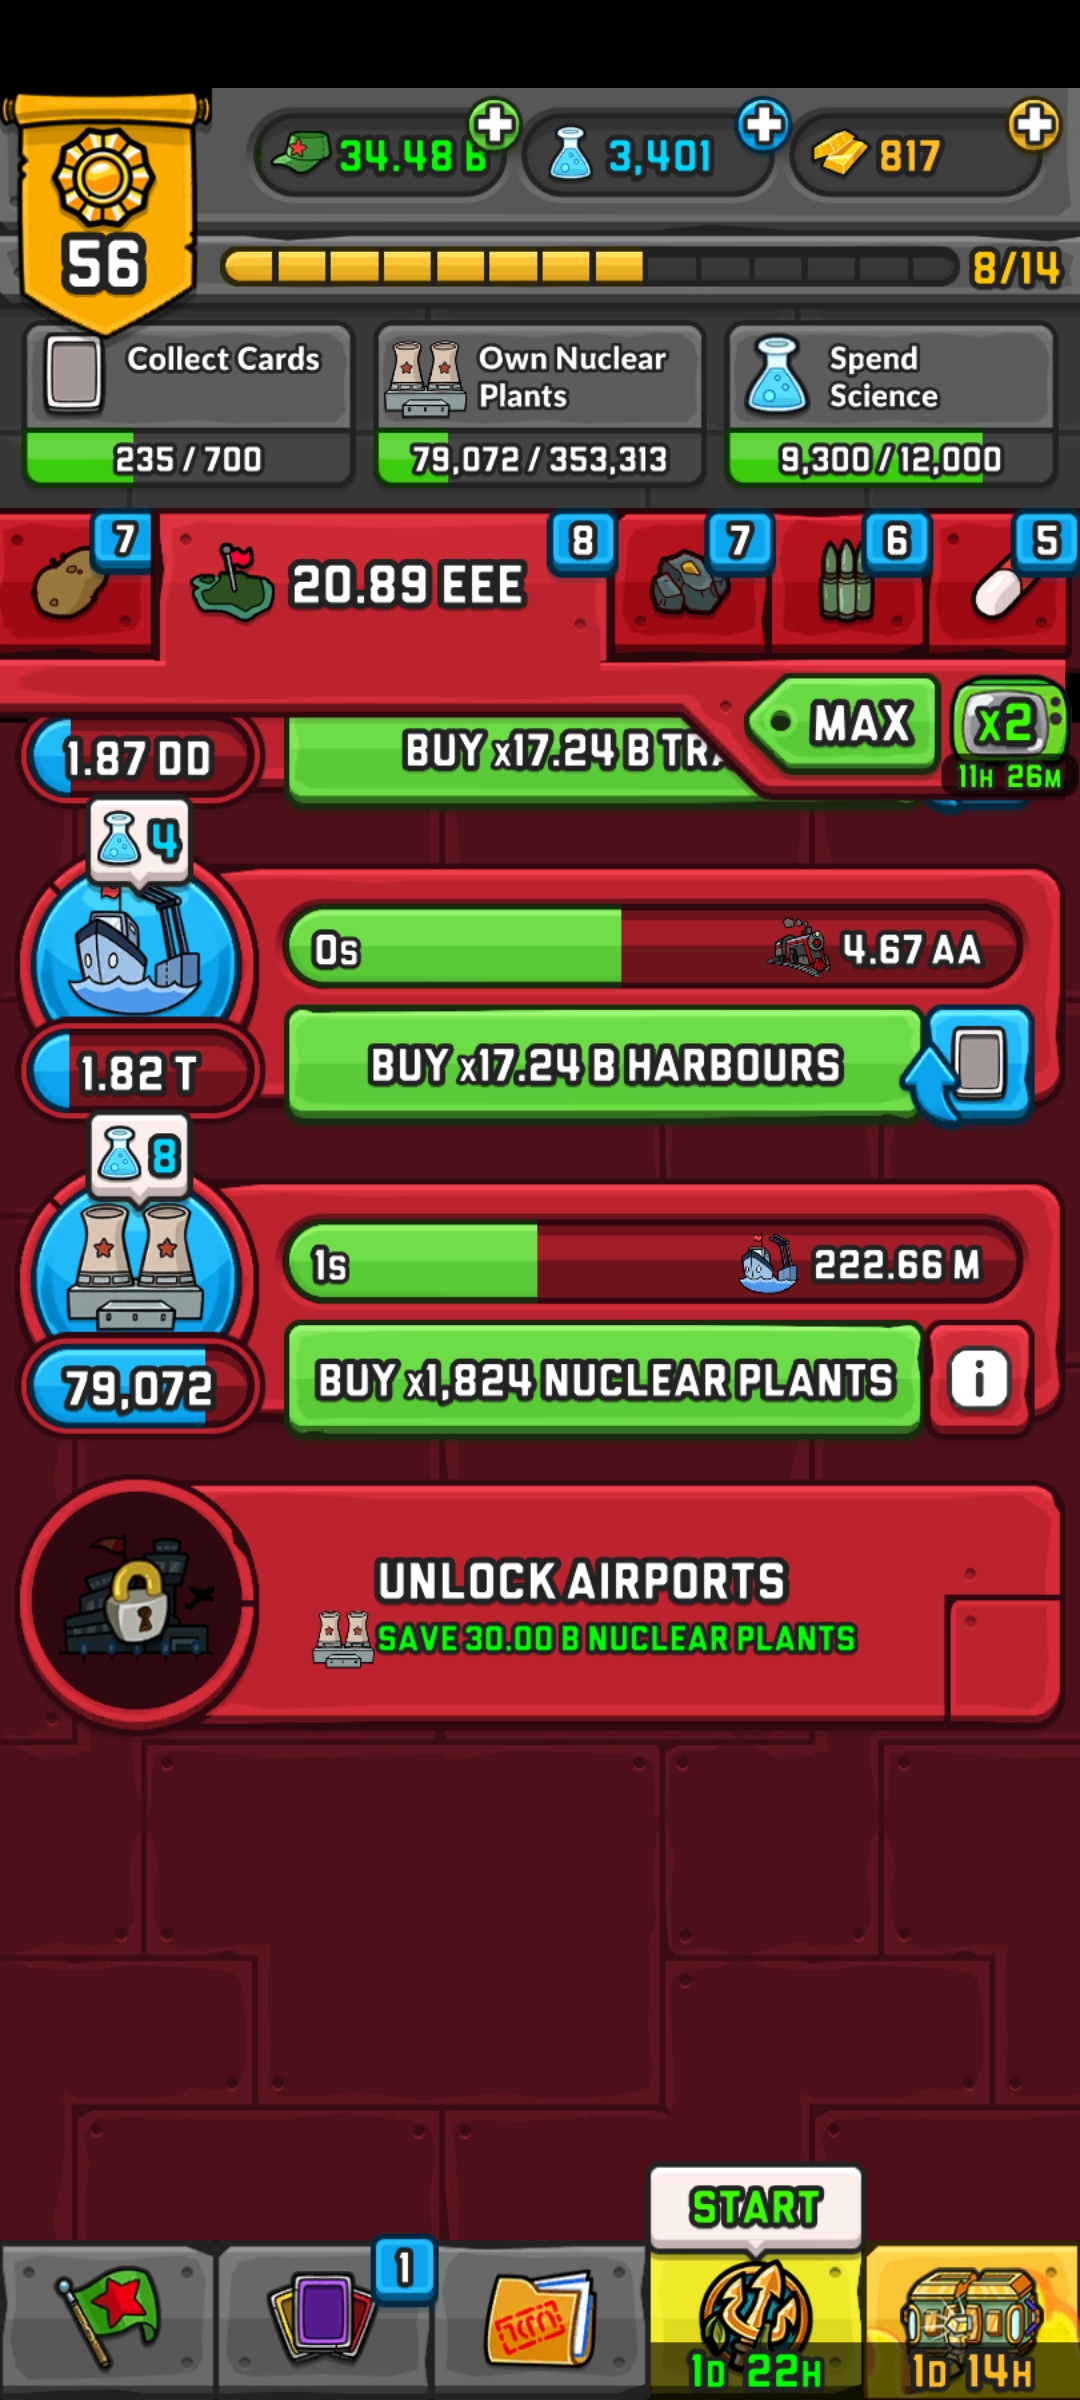 56
34.48 B
3,401
817
8/14
Collect Cards
235 / 700
Own Nuclear
Plants
79,072 / 353,313
Spend
Science
9,300 / 12,000
7
20.89 EEE
8
7
6
5
MAX
x2
11H 26M
1.87 DD
BUY x17.24 B
4
0s
4.67 AA
1.82 T
BUY x17.24 B HARBOURS
8
1s
222.66 M
79,072
BUY x1,824 NUCLEAR PLANTS
i
UNLOCK AIRPORTS
SAVE 30.00 B NUCLEAR PLANTS
START
1
1D 22H
1D 14H